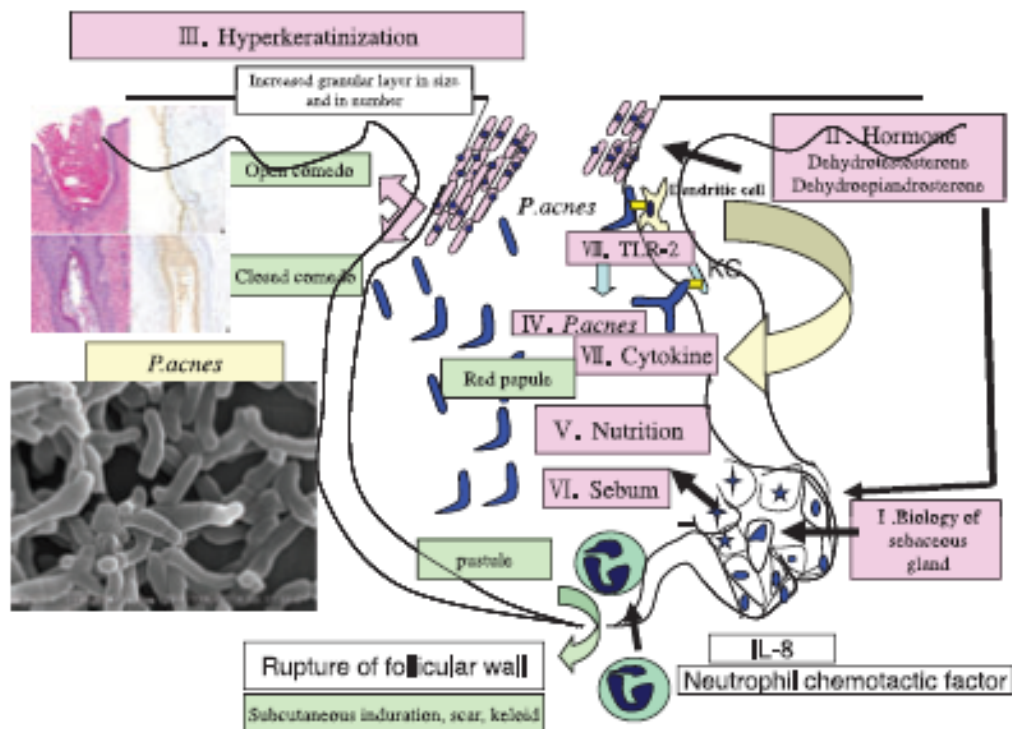 Ⅲ. Hyperkeratinization
Increased granular layer in size
and in number
Ⅱ. Hormone
Dehydrotestosterone
Dehydroepiandrosterone
Open comedo
Dendritic cell
P.acnes
Ⅷ. TLR-2
KC
Closed comedo
Ⅳ. P.acnes
Ⅶ. Cytokine
P.acnes
Red papule
Ⅴ. Nutrition
Ⅵ. Sebum
Ⅰ.Biology of
sebaceous
gland
pustule
IL-8
Rupture of follicular wall
Neutrophil chemotactic factor
Subcutaneous induration, scar, keloid